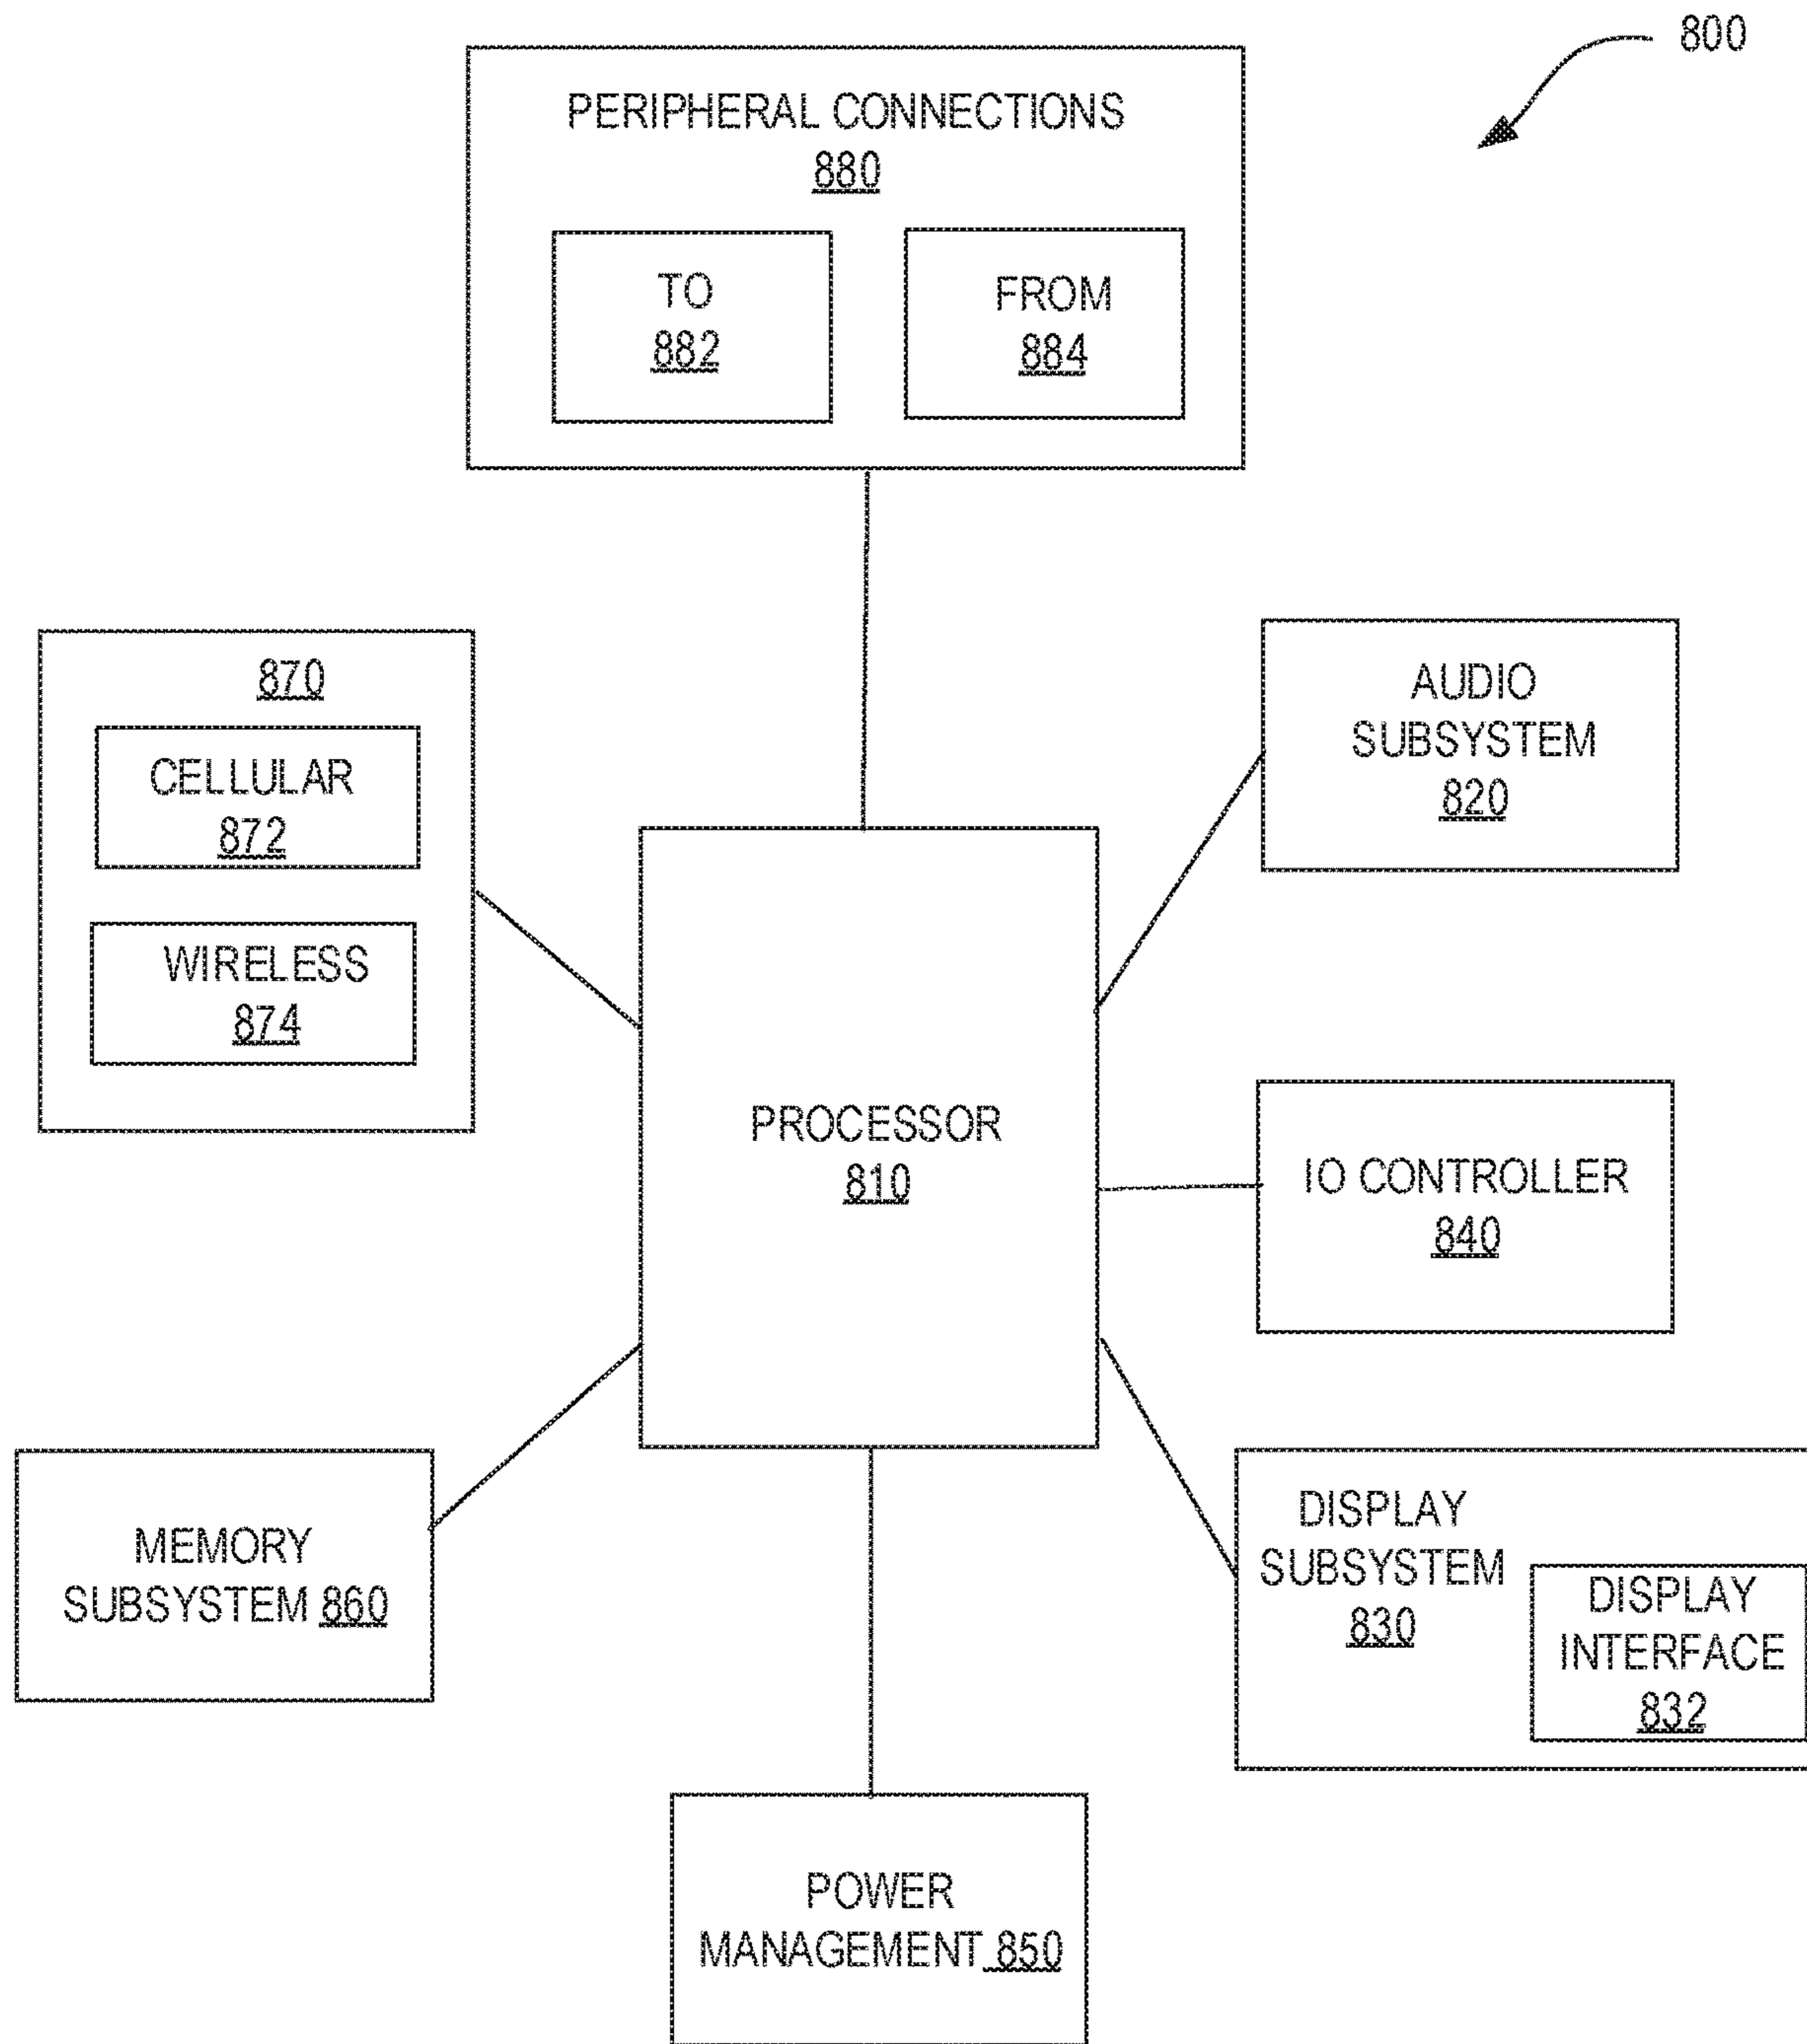 800
PERIPHERAL CONNECTIONS
880
TO
882
FROM
884
870
CELLULAR
872
WIRELESS
874
AUDIO
SUBSYSTEM
820
PROCESSOR
810
IO CONTROLLER
840
MEMORY
SUBSYSTEM 860
DISPLAY
SUBSYSTEM
830
DISPLAY
INTERFACE
832
POWER
MANAGEMENT 850